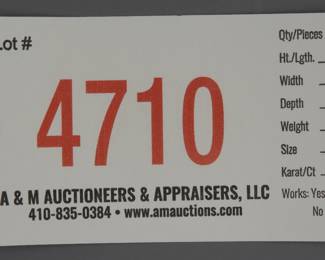 Lot #
4710
A & M AUCTIONEERS & APPRAISERS, LLC
410-835-0384 • www.amauctions.com
Qty/Pieces
Ht./Lgth.
Width
Depth
Weight
Size
Karat/Ct
Works: Yes
No